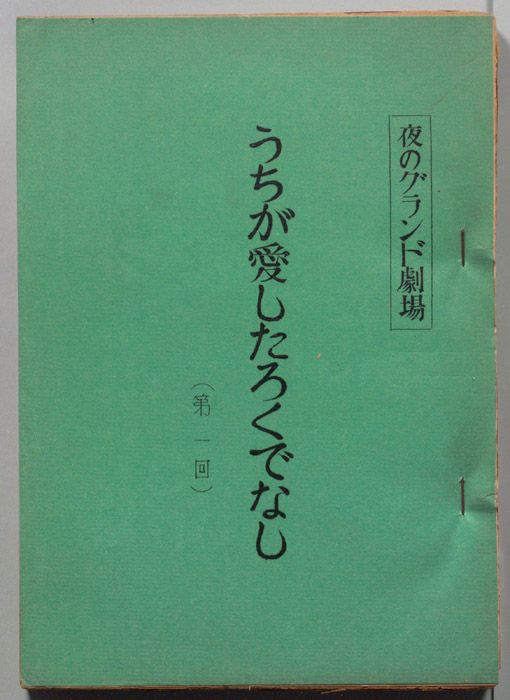 夜のグランド劇場
うちが愛したろくでなし
（第一回）